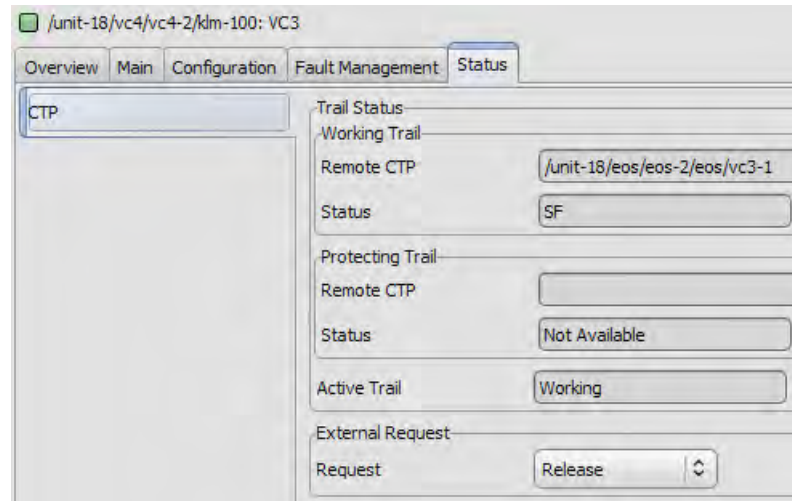 /unit-18/vc4/vc4-2/klm-100: VC3
Overview Main Configuration Fault Management Status
CTP
Trail Status
Working Trail
Remote CTP /unit-18/eos/eos-2/eos/vc3-1
Status SF
Protecting Trail
Remote CTP
Status Not Available
Active Trail Working
External Request
Request Release